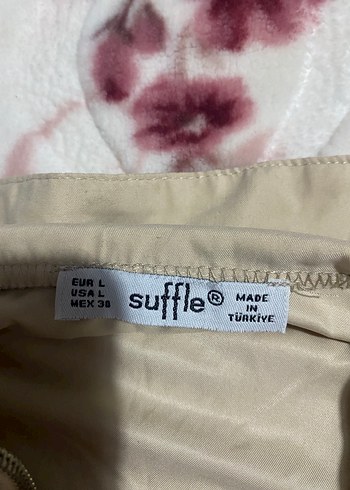 EUR L
USA L
MEX 38
suffle®
MADE
IN
TÜRKİYE